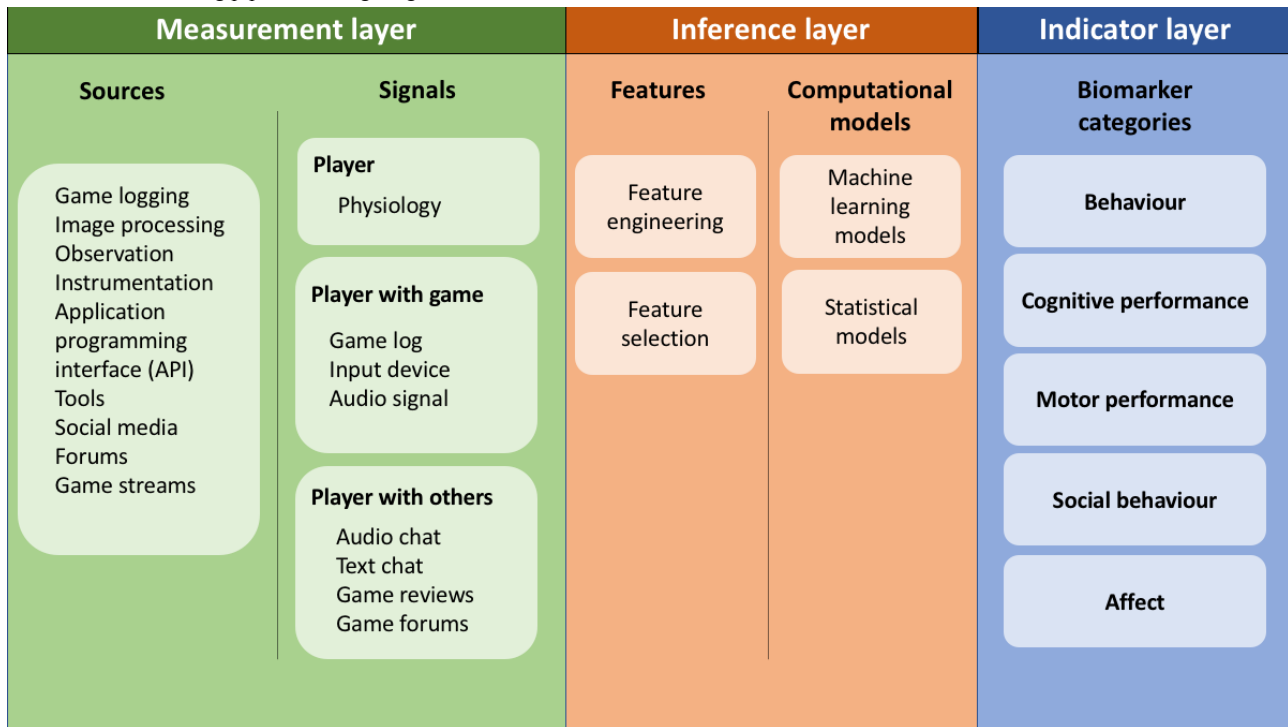 Measurement layer
Inference layer
Indicator layer
Sources
Game logging
Image processing
Observation
Instrumentation
Application
programming
interface (API)
Tools
Social media
Forums
Game streams
Signals
Player
Physiology
Player with game
Game log
Input device
Audio signal
Player with others
Audio chat
Text chat
Game reviews
Game forums
Features
Feature
engineering
Feature
selection
Computational
models
Machine
learning
models
Statistical
models
Biomarker
categories
Behaviour
Cognitive performance
Motor performance
Social behaviour
Affect